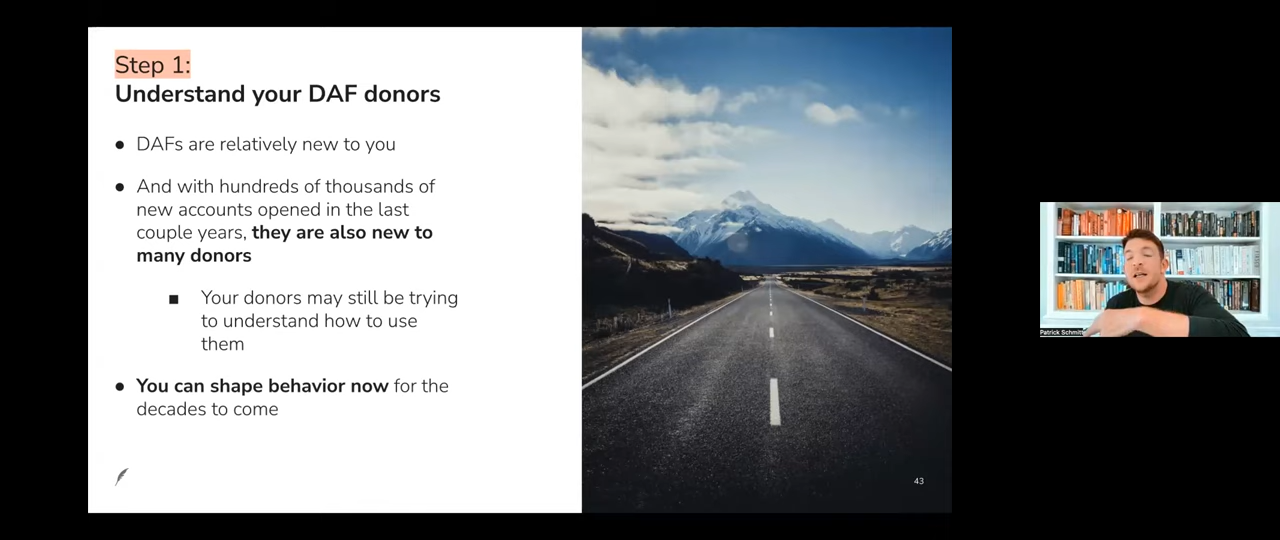 Step 1:
Understand your DAF donors
● DAFs are relatively new to you
● And with hundreds of thousands of
new accounts opened in the last
couple years, they are also new to
many donors
■ Your donors may still be trying
to understand how to use
them
● You can shape behavior now for the
decades to come
43
Patrick Schmitt